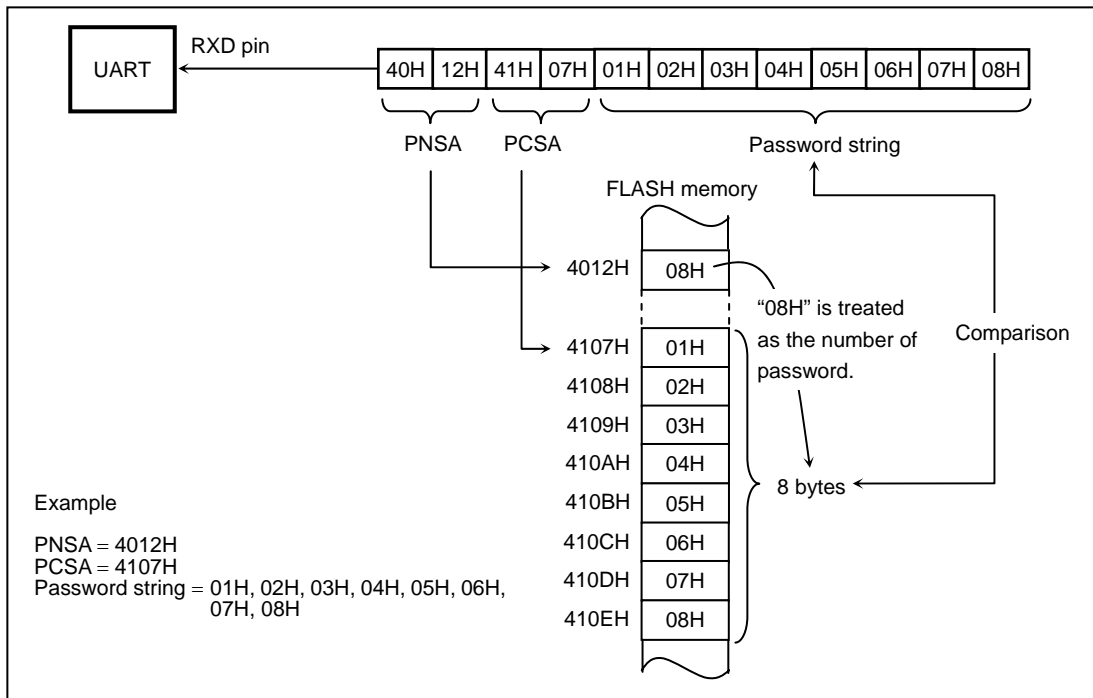 UART
RXD pin
40H 12H 41H 07H 01H 02H 03H 04H 05H 06H 07H 08H
PNSA PCSA Password string
FLASH memory
4012H 08H
“08H” is treated
as the number of
password.
Comparison
4107H 01H
4108H 02H
4109H 03H
410AH 04H
410BH 05H
410CH 06H
410DH 07H
410EH 08H
8 bytes
Example
PNSA = 4012H
PCSA = 4107H
Password string = 01H, 02H, 03H, 04H, 05H, 06H,
07H, 08H